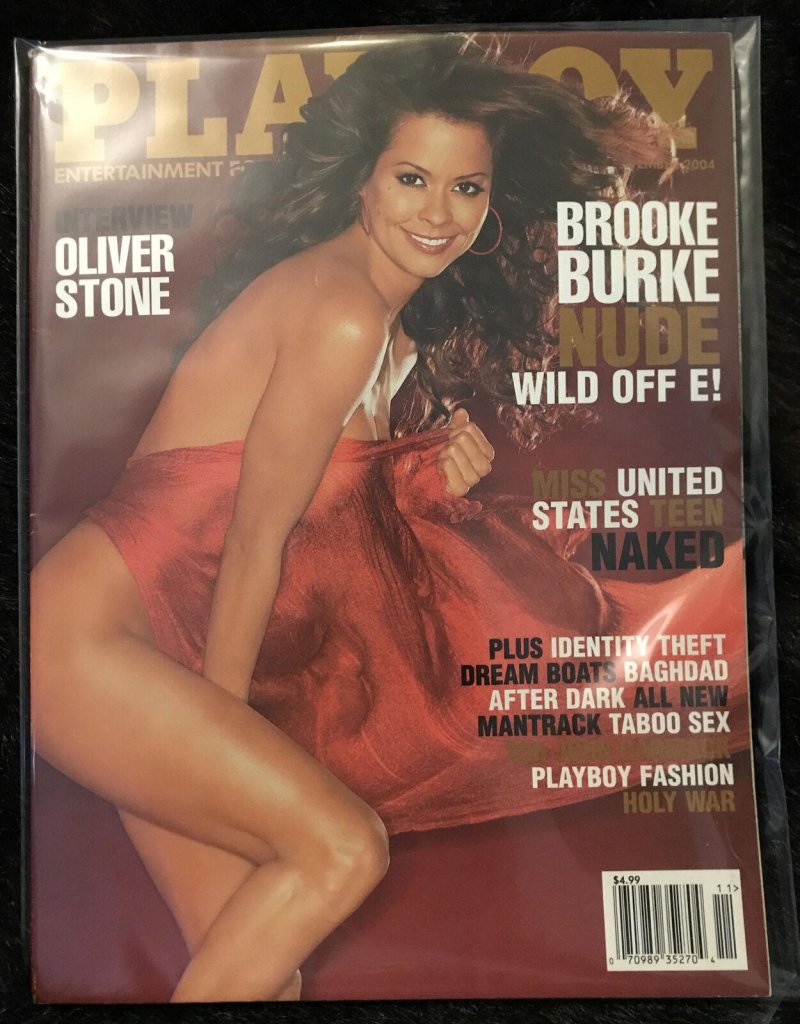 PLAYBOY
ENTERTAINMENT
2004
INTERVIEW
OLIVER
STONE
BROOKE
BURKE
NUDE
WILD OFF E!
MISS UNITED
STATES TEEN
NAKED
PLUS IDENTITY THEFT
DREAM BOATS BAGHDAD
AFTER DARK ALL NEW
MANTRACK TABOO SEX
PLAYBOY FASHION
HOLY WAR
$4.99
11>
0 70989 35270 4